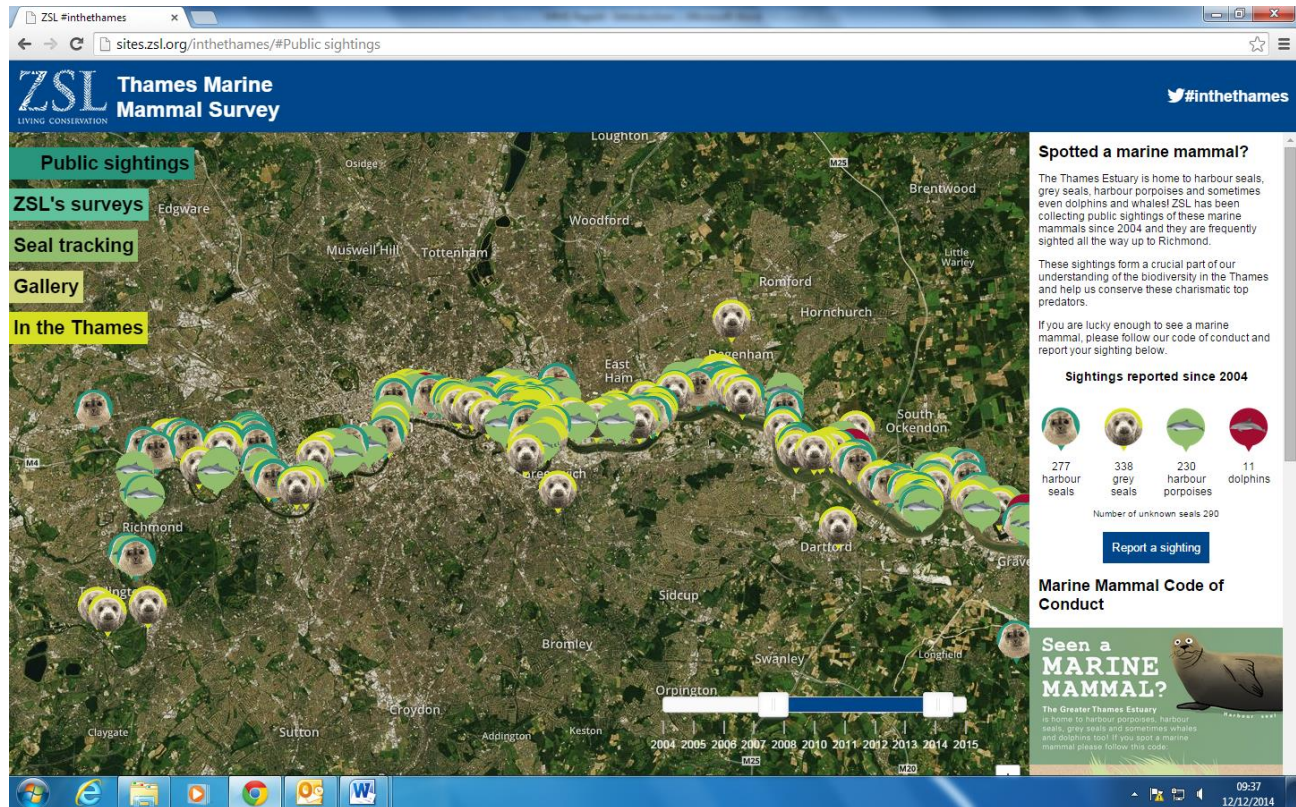 ZSL #inthethames
sites.zsl.org/inthethames/#Public sightings
ZSL
LIVING CONSERVATION
Thames Marine
Mammal Survey
#inthethames
Public sightings
ZSL's surveys
Seal tracking
Gallery
In the Thames
Loughton
Osidge
M25
Brentwood
Edgware
Woodford
Muswell Hill
Tottenham
Little
Warley
Romford
Hornchurch
Dagenham
East
Ham
South
Ockendon
M4
Richmond
Dartford
Sidcup
Bromley
Swanley
Longfield
Orpington
Croydon
Claygate
Sutton
Addington
Keston
2004 2005 2006 2007 2008 2010 2011 2012 2013 2014 2015
M25
M20
Spotted a marine mammal?
The Thames Estuary is home to harbour seals,
grey seals, harbour porpoises and sometimes
even dolphins and whales! ZSL has been
collecting public sightings of these marine
mammals since 2004 and they are frequently
sighted all the way up to Richmond.
These sightings form a crucial part of our
understanding of the biodiversity in the Thames
and help us conserve these charismatic top
predators.
If you are lucky enough to see a marine
mammal, please follow our code of conduct and
report your sighting below.
Sightings reported since 2004
277
harbour
seals
338
grey
seals
230
harbour
porpoises
11
dolphins
Number of unknown seals 290
Report a sighting
Marine Mammal Code of
Conduct
Seen a
MARINE
MAMMAL?
harbour seal
The Greater Thames Estuary
is home to harbour porpoises, harbour
seals, grey seals and sometimes whales
and dolphins too! If you spot a marine
mammal please follow this code:
09:37
12/12/2014